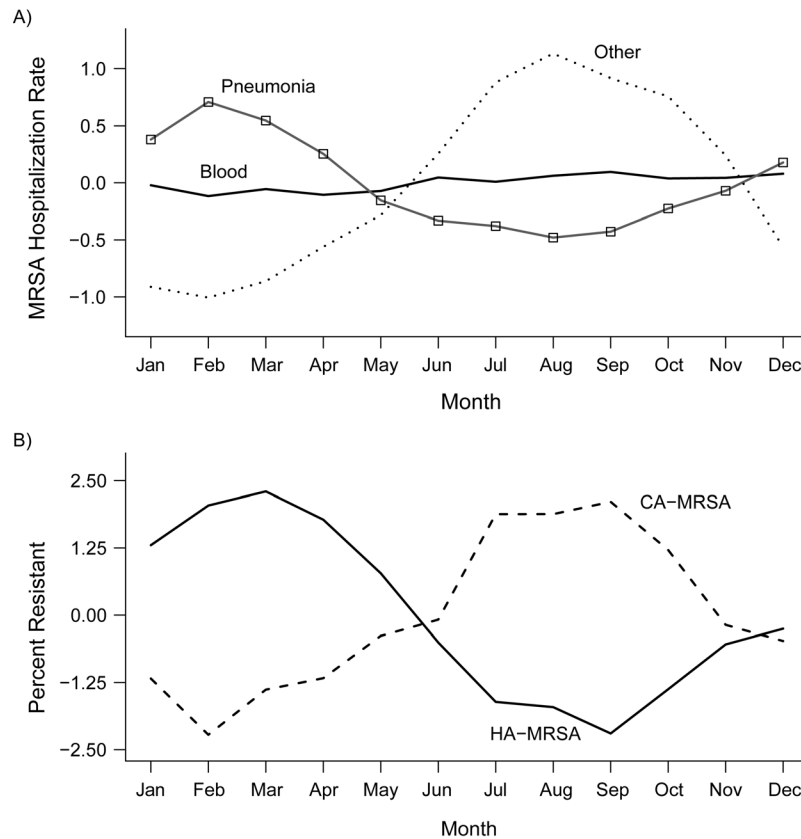 A)
MRSA Hospitalization Rate
1.0
0.5
0.0
−0.5
−1.0
Other
Pneumonia
Blood
Jan Feb Mar Apr May Jun Jul Aug Sep Oct Nov Dec
Month
B)
Percent Resistant
2.50
1.25
0.00
−1.25
−2.50
CA−MRSA
HA−MRSA
Jan Feb Mar Apr May Jun Jul Aug Sep Oct Nov Dec
Month